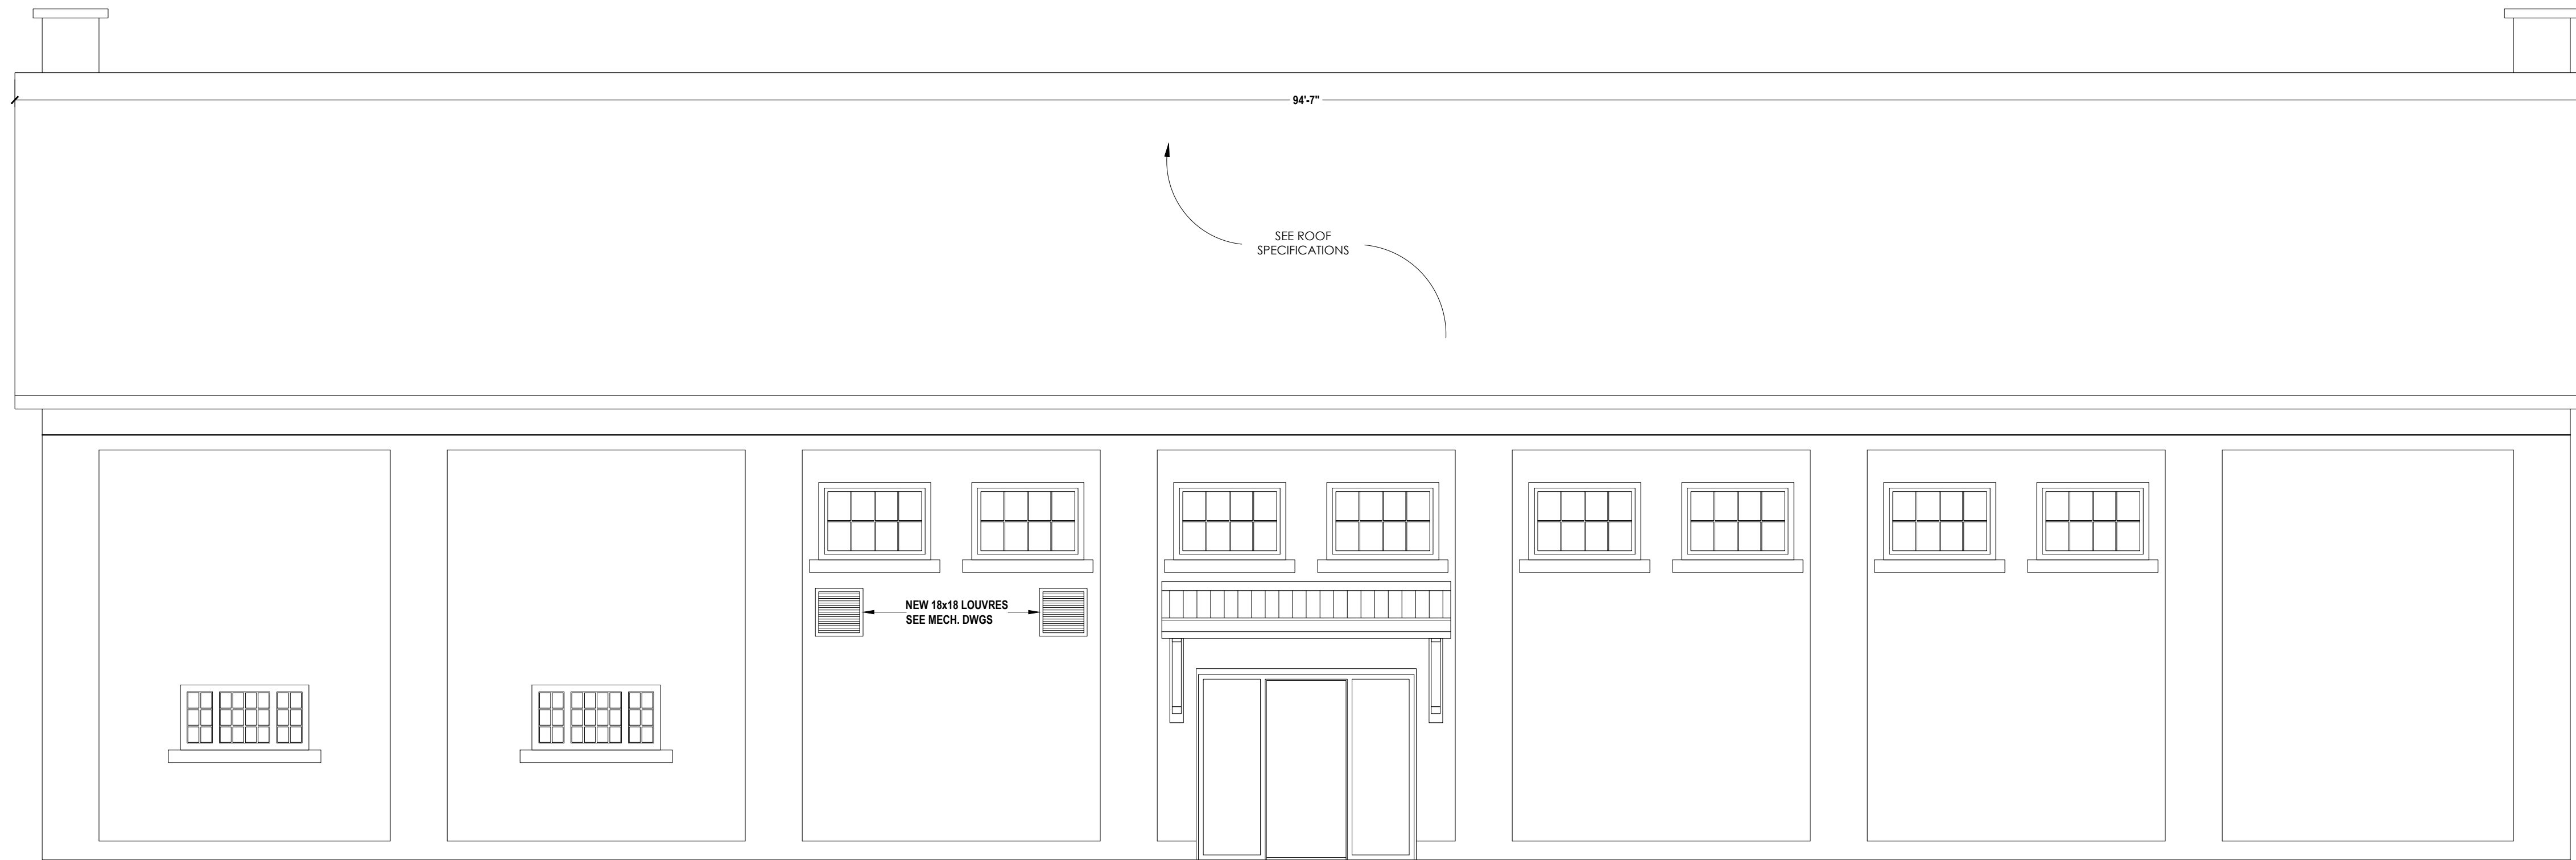 94'-7"
SEE ROOF
SPECIFICATIONS
NEW 18x18 LOUVRES
SEE MECH. DWGS